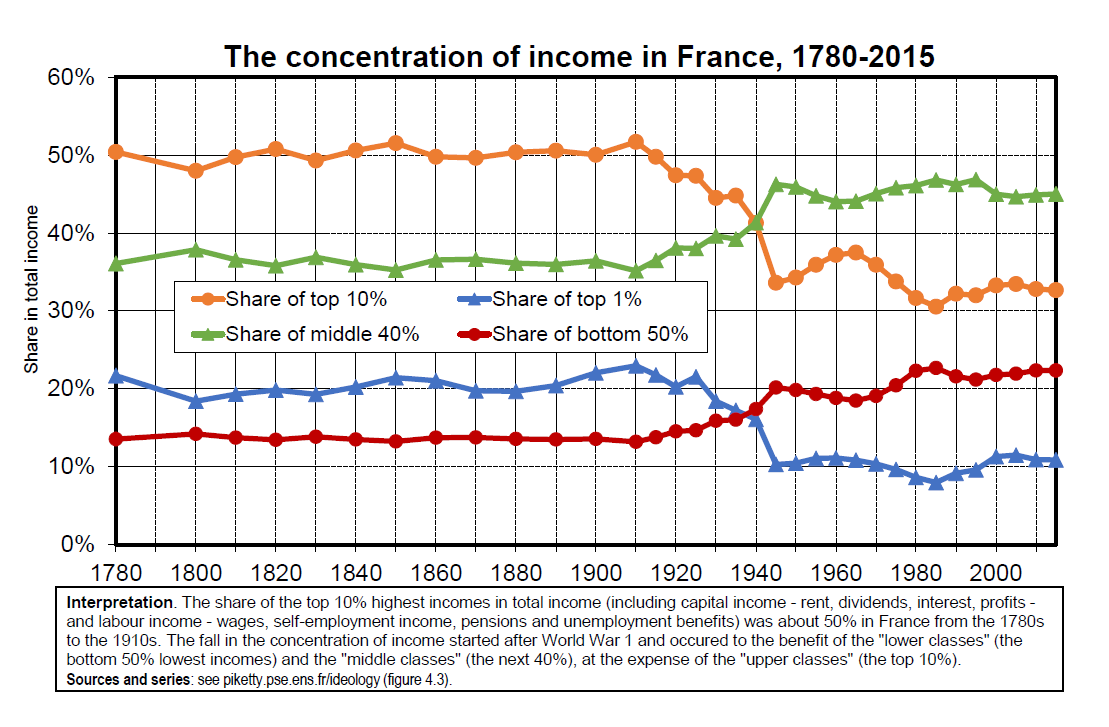 The concentration of income in France, 1780-2015
60%
50%
40%
30%
20%
10%
0%
Share in total income
Share of top 10%
Share of top 1%
Share of middle 40%
Share of bottom 50%
1780 1800 1820 1840 1860 1880 1900 1920 1940 1960 1980 2000
Interpretation. The share of the top 10% highest incomes in total income (including capital income - rent, dividends, interest, profits -
and labour income - wages, self-employment income, pensions and unemployment benefits) was about 50% in France from the 1780s
to the 1910s. The fall in the concentration of income started after World War 1 and occured to the benefit of the "lower classes" (the
bottom 50% lowest incomes) and the "middle classes" (the next 40%), at the expense of the "upper classes" (the top 10%).
Sources and series: see piketty.pse.ens.fr/ideology (figure 4.3).